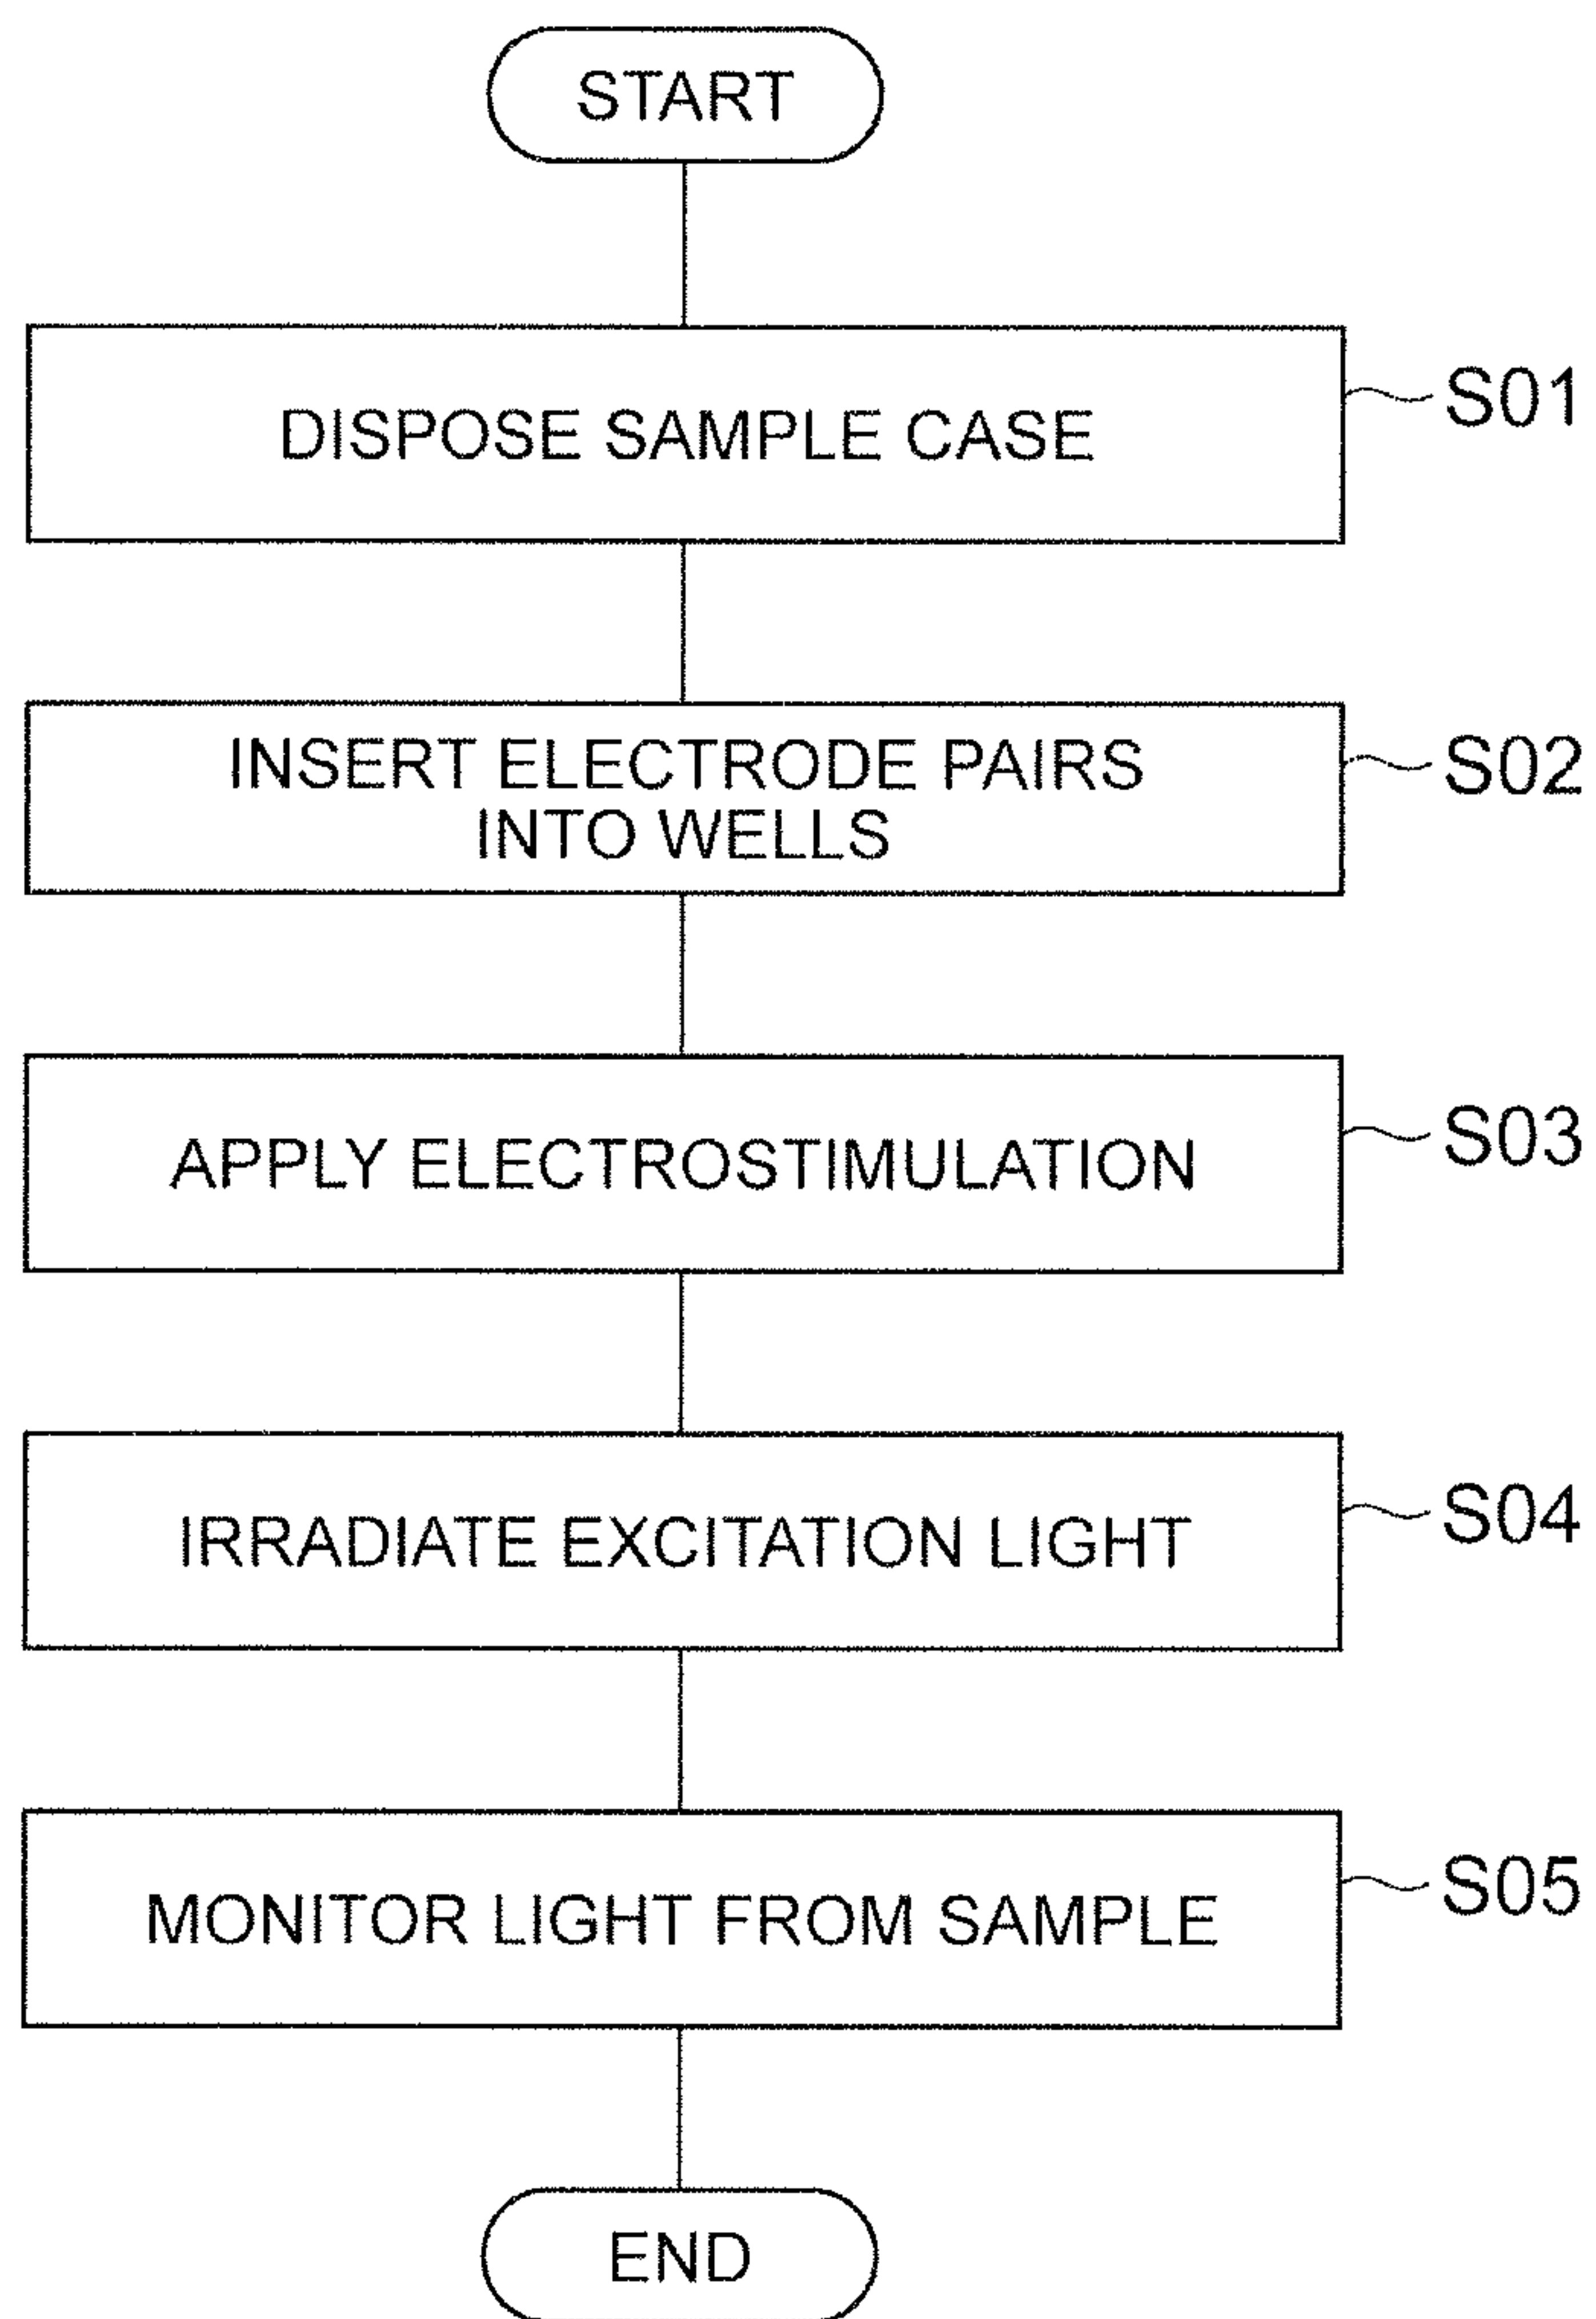 START
DISPOSE SAMPLE CASE
S01
INSERT ELECTRODE PAIRS
INTO WELLS
S02
APPLY ELECTROSTIMULATION
S03
IRRADIATE EXCITATION LIGHT
S04
MONITOR LIGHT FROM SAMPLE
S05
END